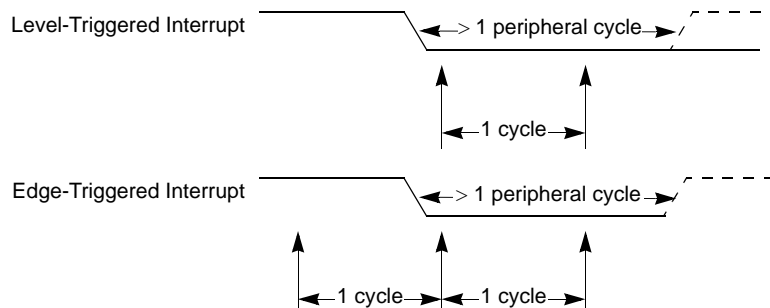 Level-Triggered Interrupt
> 1 peripheral cycle
1 cycle
Edge-Triggered Interrupt
> 1 peripheral cycle
1 cycle
1 cycle